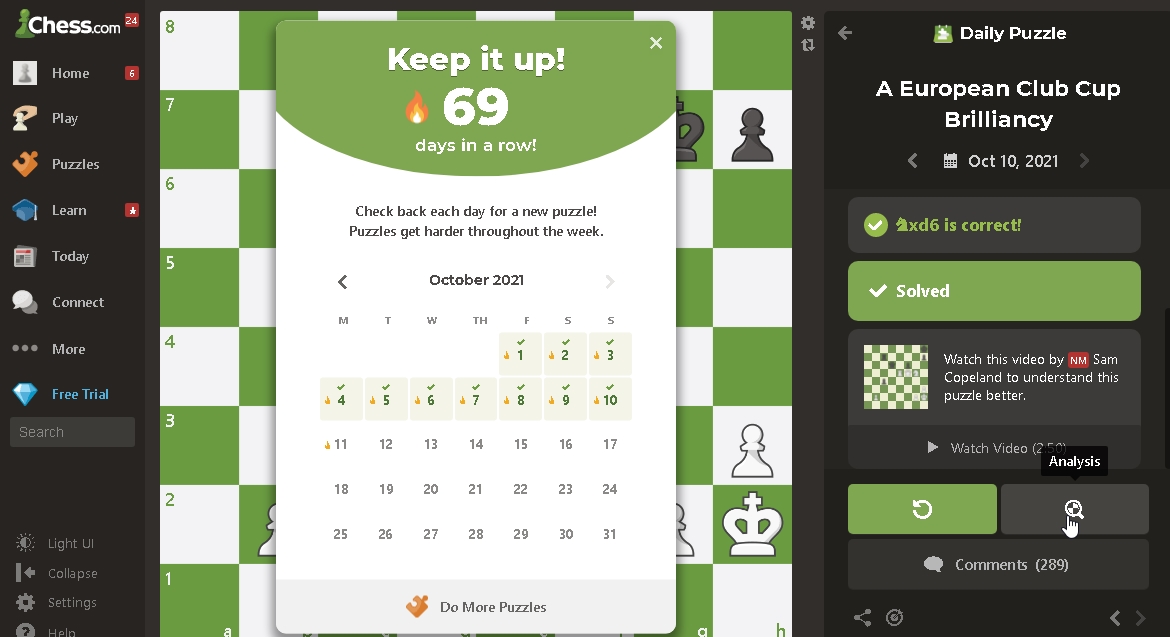 Chess.com
24
Home
6
Play
Puzzles
Learn
Today
Connect
More
Free Trial
Search
Light UI
Collapse
Settings
Help
8
7
6
5
4
3
2
1
a
g
h
Keep it up!
69
days in a row!
Check back each day for a new puzzle!
Puzzles get harder throughout the week.
October 2021
M T W TH F S S
1 2 3
4 5 6 7 8 9 10
11 12 13 14 15 16 17
18 19 20 21 22 23 24
25 26 27 28 29 30 31
Do More Puzzles
Daily Puzzle
A European Club Cup
Brilliancy
Oct 10, 2021
♞xd6 is correct!
Solved
Watch this video by NM Sam
Copeland to understand this
puzzle better.
Watch Video (2:50)
Analysis
Comments (289)